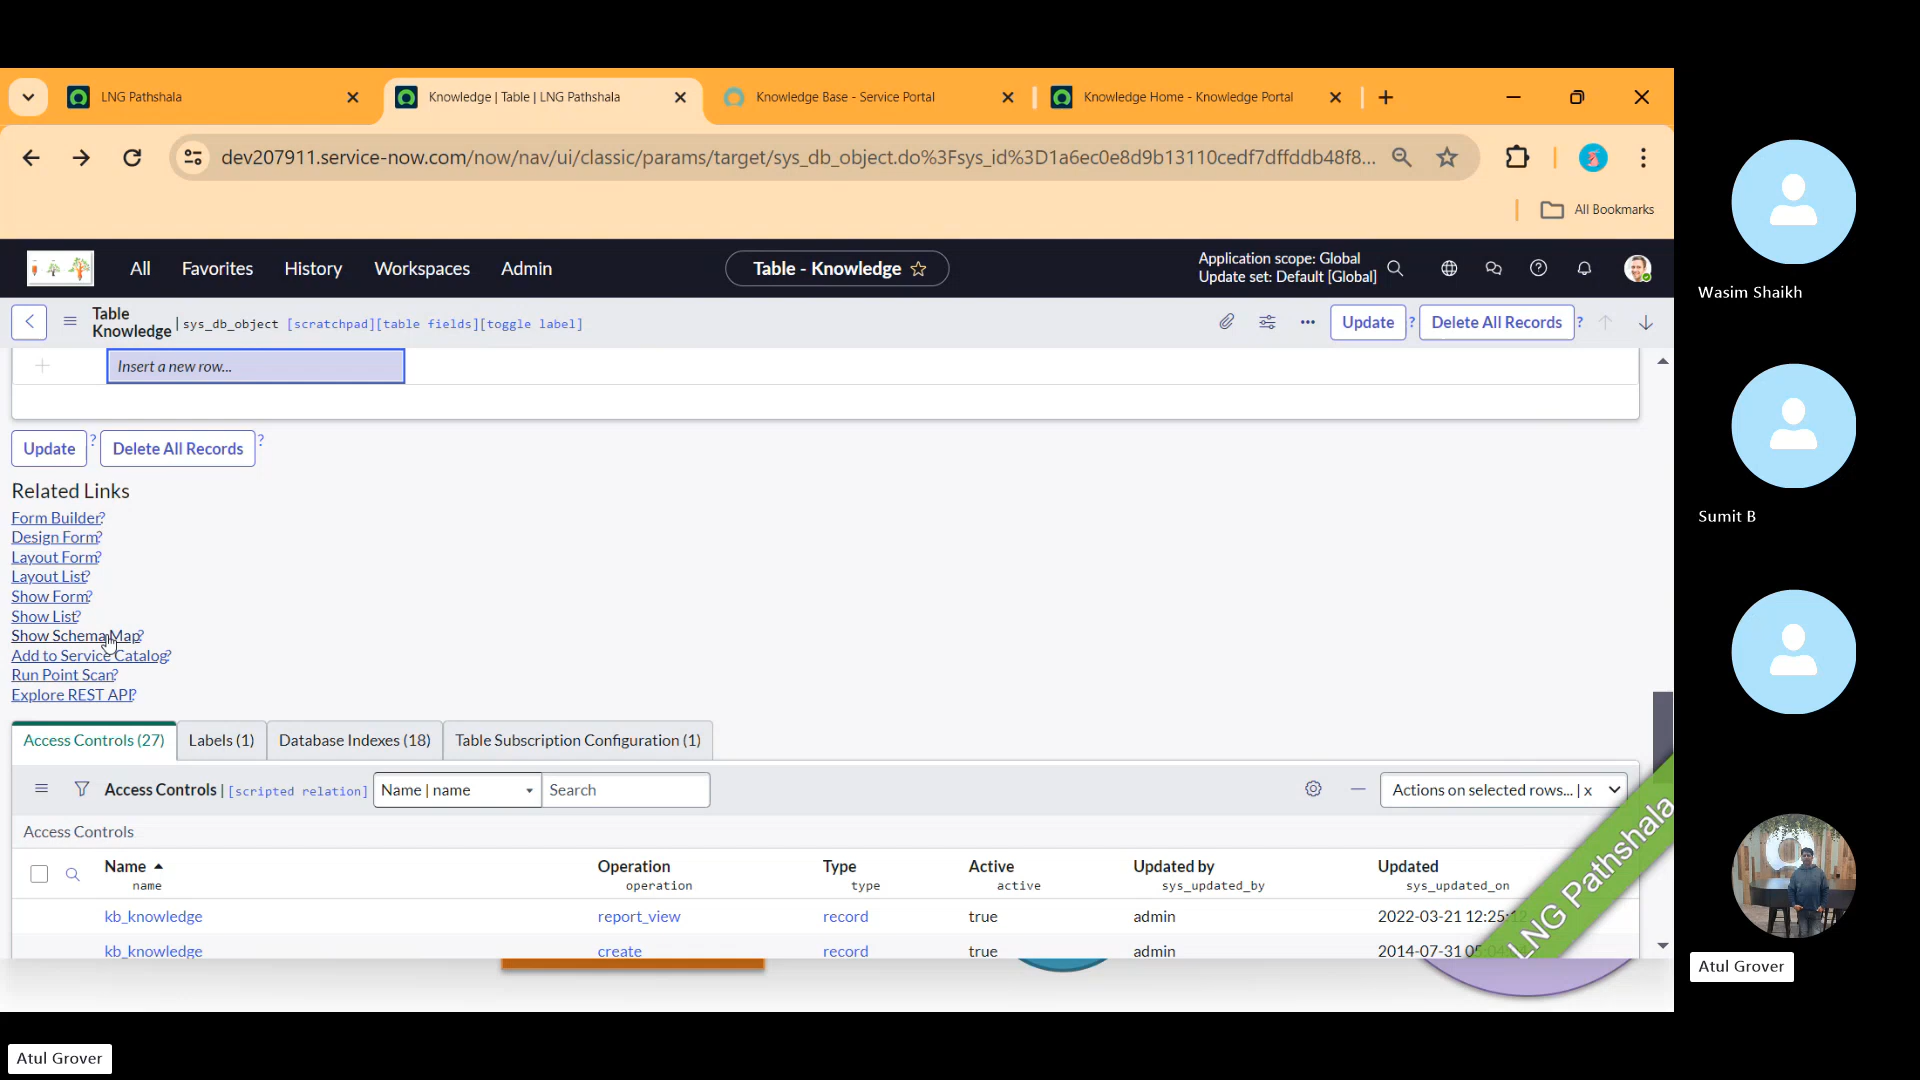 LNG Pathshala
Knowledge | Table | LNG Pathshala
Knowledge Base - Service Portal
Knowledge Home - Knowledge Portal
dev207911.service-now.com/now/nav/ui/classic/params/target/sys_db_object.do%3Fsys_id%3D1a6ec0e8d9b13110cedf7dffddb48f8...
All Bookmarks
All
Favorites
History
Workspaces
Admin
Table - Knowledge
Application scope: Global
Update set: Default [Global]
Table
Knowledge | sys_db_object [scratchpad][table fields][toggle label]
Update ?
Delete All Records ?
Insert a new row...
Update ?
Delete All Records ?
Related Links
Form Builder?
Design Form?
Layout Form?
Layout List?
Show Form?
Show List?
Show Schema Map?
Add to Service Catalog?
Run Point Scan?
Explore REST API?
Access Controls (27)
Labels (1)
Database Indexes (18)
Table Subscription Configuration (1)
Access Controls | [scripted relation]
Name | name
Search
Actions on selected rows... | x
Access Controls
Name Operation Type Active Updated by Updated
name operation type active sys_updated_by sys_updated_on
kb_knowledge report_view record true admin 2022-03-21 12:25:12
kb_knowledge create record true admin 2014-07-31
LNG Pathshala
Wasim Shaikh
Sumit B
Atul Grover
Atul Grover